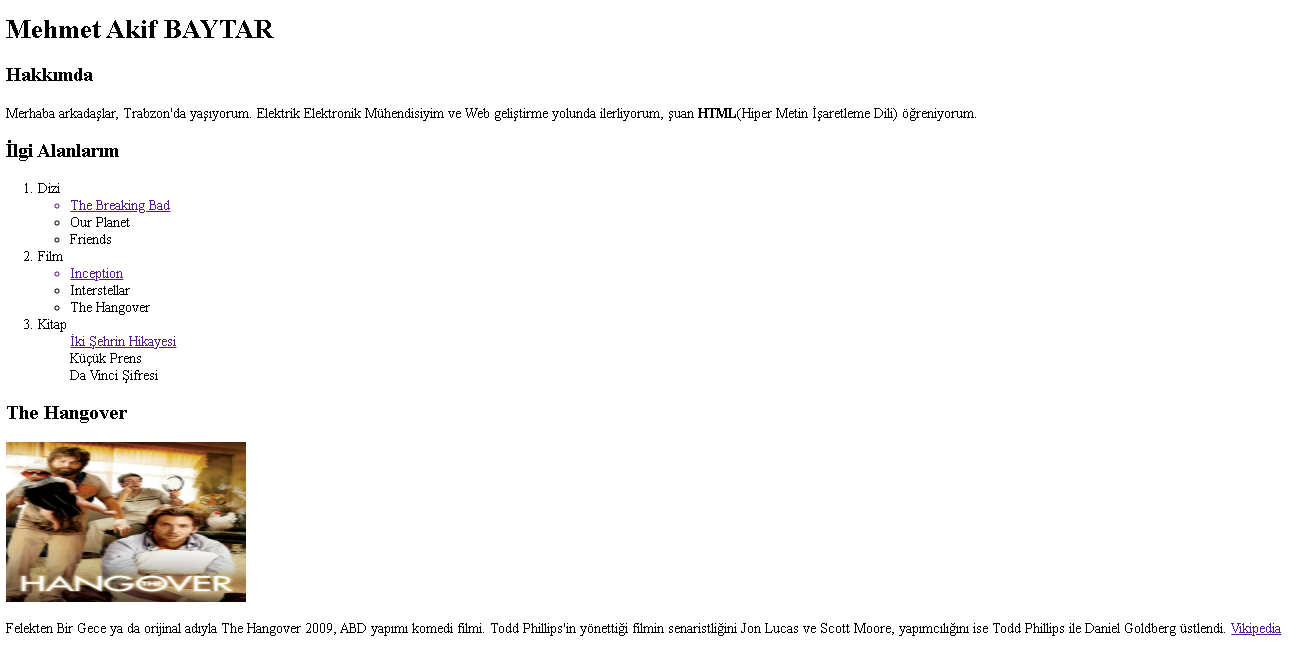 Mehmet Akif BAYTAR
Hakkımda
Merhaba arkadaşlar, Trabzon'da yaşıyorum. Elektrik Elektronik Mühendisiyim ve Web geliştirme yolunda ilerliyorum, şuan HTML(Hiper Metin İşaretleme Dili) öğreniyorum.
İlgi Alanlarım
1. Dizi
The Breaking Bad
Our Planet
Friends
2. Film
Inception
Interstellar
The Hangover
3. Kitap
İki Şehrin Hikayesi
Küçük Prens
Da Vinci Şifresi
The Hangover
HANGTHEOVER
Felekten Bir Gece ya da orijinal adıyla The Hangover 2009, ABD yapımı komedi filmi. Todd Phillips'in yönettiği filmin senaristliğini Jon Lucas ve Scott Moore, yapımcılığını ise Todd Phillips ile Daniel Goldberg üstlendi. Vikipedia